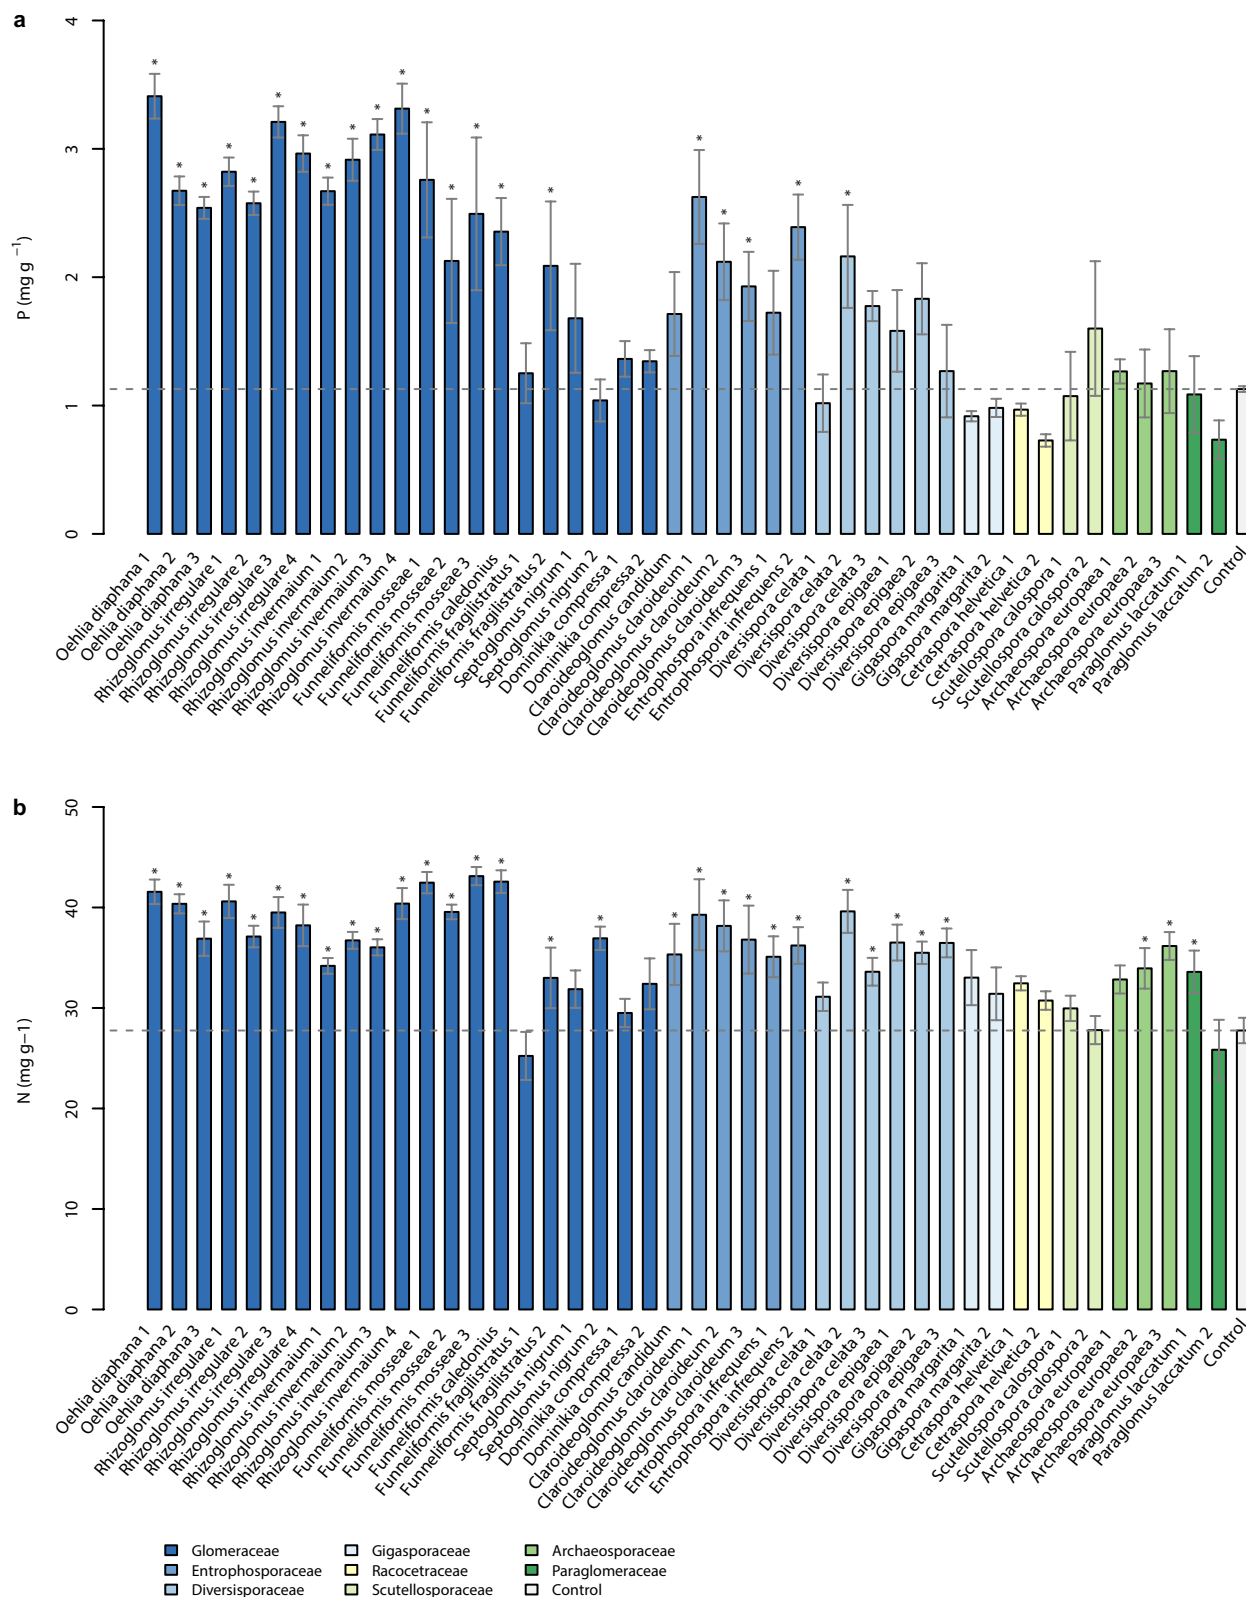 a
P (mg g −1)
4
3
2
1
0
Oehlia diaphana 1
Oehlia diaphana 2
Oehlia diaphana 3
Rhizoglomus irregulare 1
Rhizoglomus irregulare 2
Rhizoglomus irregulare 3
Rhizoglomus irregulare 4
Rhizoglomus invermaium 1
Rhizoglomus invermaium 2
Rhizoglomus invermaium 3
Rhizoglomus invermaium 4
Funneliformis mosseae 1
Funneliformis mosseae 2
Funneliformis mosseae 3
Funneliformis caledonius
Funneliformis fragilistratus 1
Funneliformis fragilistratus 2
Septoglomus nigrum 1
Septoglomus nigrum 2
Dominikia compressa 1
Dominikia compressa 2
Claroideoglomus candidum
Claroideoglomus claroideum 1
Claroideoglomus claroideum 2
Claroideoglomus claroideum 3
Entrophospora infrequens 1
Entrophospora infrequens 2
Diversispora celata 1
Diversispora celata 2
Diversispora celata 3
Diversispora epigaea 1
Diversispora epigaea 2
Diversispora epigaea 3
Gigaspora margarita 1
Gigaspora margarita 2
Cetraspora helvetica 1
Cetraspora helvetica 2
Scutellospora calospora 1
Scutellospora calospora 2
Archaeospora europaea 1
Archaeospora europaea 2
Archaeospora europaea 3
Paraglomus laccatum 1
Paraglomus laccatum 2
Control
b
N (mg g−1)
50
40
30
20
10
0
Oehlia diaphana 1
Oehlia diaphana 2
Oehlia diaphana 3
Rhizoglomus irregulare 1
Rhizoglomus irregulare 2
Rhizoglomus irregulare 3
Rhizoglomus irregulare 4
Rhizoglomus invermaium 1
Rhizoglomus invermaium 2
Rhizoglomus invermaium 3
Rhizoglomus invermaium 4
Funneliformis mosseae 1
Funneliformis mosseae 2
Funneliformis mosseae 3
Funneliformis caledonius
Funneliformis fragilistratus 1
Funneliformis fragilistratus 2
Septoglomus nigrum 1
Septoglomus nigrum 2
Dominikia compressa 1
Dominikia compressa 2
Claroideoglomus candidum
Claroideoglomus claroideum 1
Claroideoglomus claroideum 2
Claroideoglomus claroideum 3
Entrophospora infrequens 1
Entrophospora infrequens 2
Diversispora celata 1
Diversispora celata 2
Diversispora celata 3
Diversispora epigaea 1
Diversispora epigaea 2
Diversispora epigaea 3
Gigaspora margarita 1
Gigaspora margarita 2
Cetraspora helvetica 1
Cetraspora helvetica 2
Scutellospora calospora 1
Scutellospora calospora 2
Archaeospora europaea 1
Archaeospora europaea 2
Archaeospora europaea 3
Paraglomus laccatum 1
Paraglomus laccatum 2
Control
Glomeraceae
Entrophosporaceae
Diversisporaceae
Gigasporaceae
Racocetraceae
Scutellosporaceae
Archaeosporaceae
Paraglomeraceae
Control